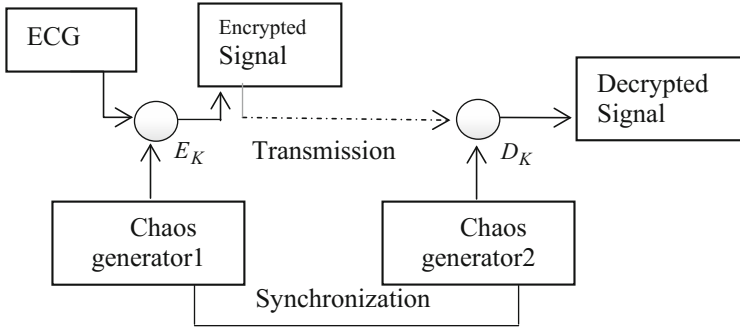 ECG
Encrypted
Signal
Decrypted
Signal
E_K
Transmission
D_K
Chaos
generator1
Chaos
generator2
Synchronization